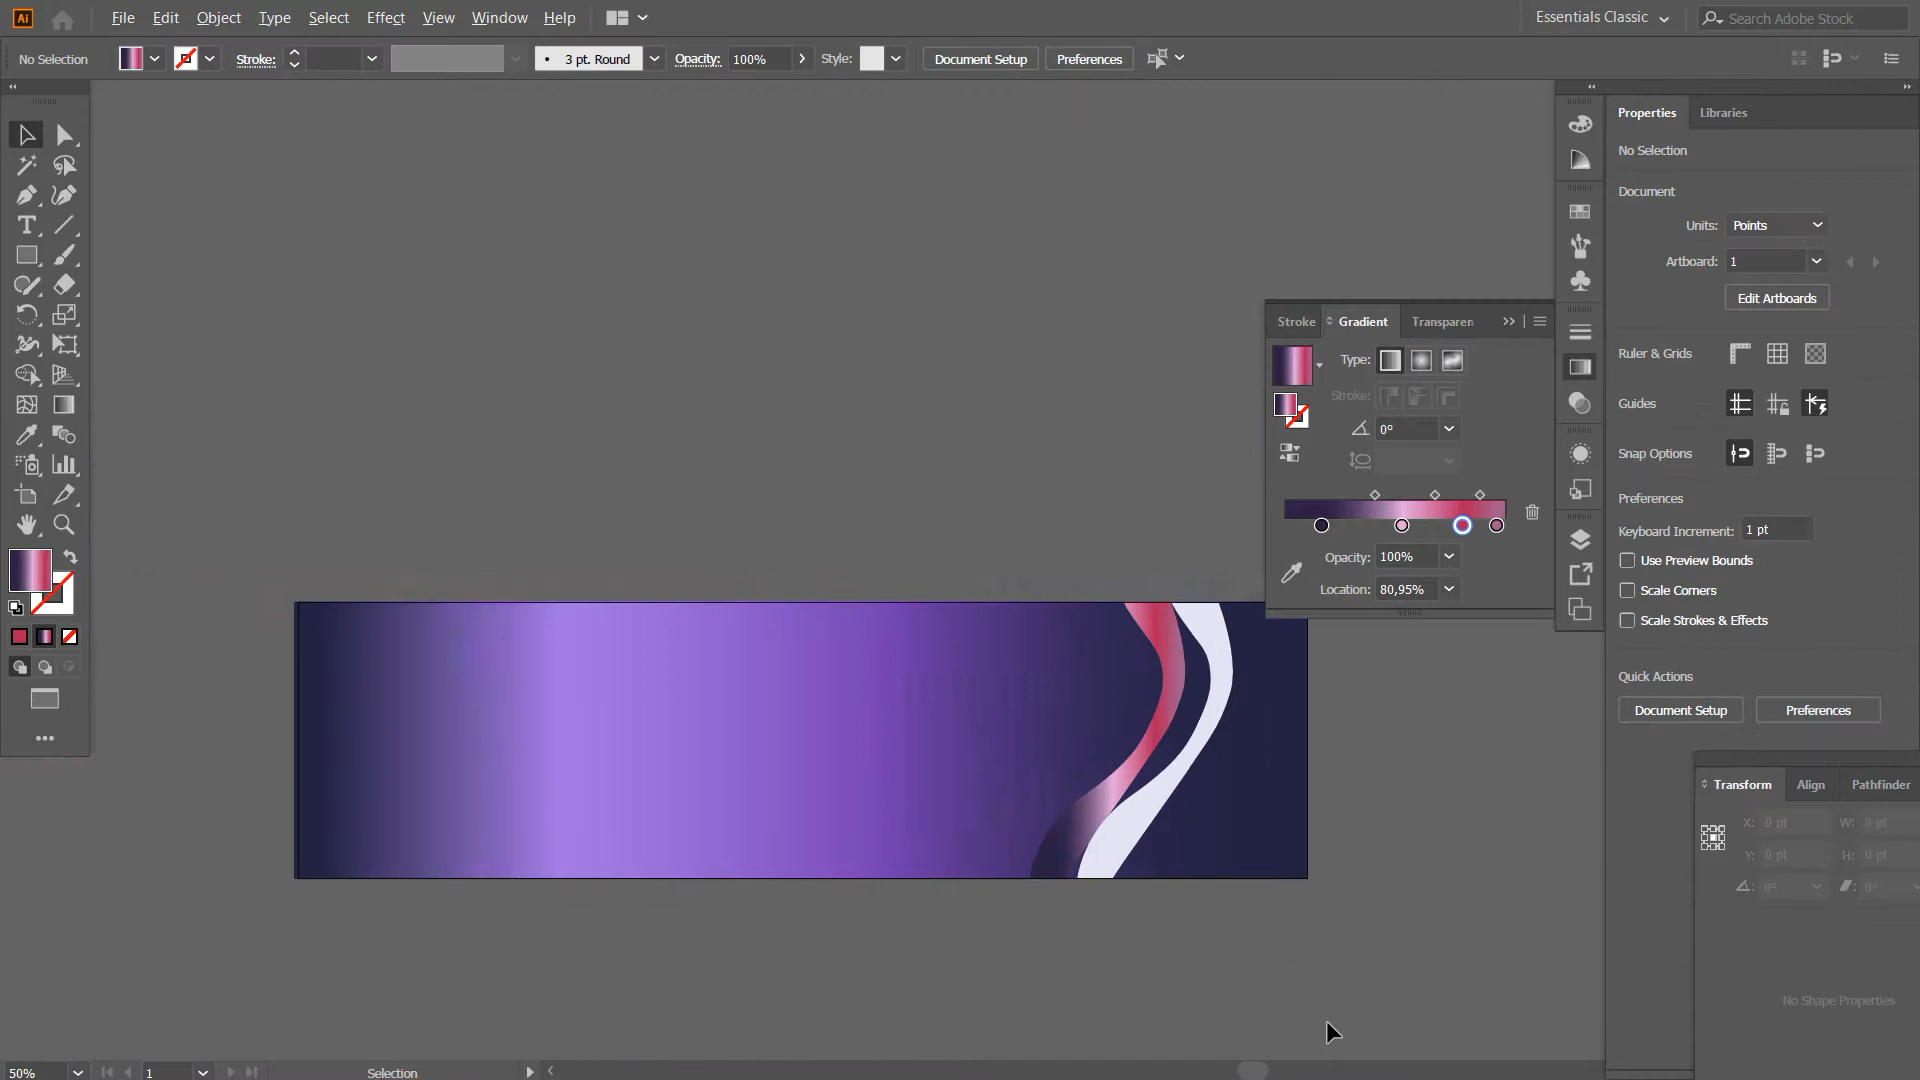 Ai File Edit Object Type Select Effect View Window Help Essentials Classic Search Adobe Stock
No Selection Stroke: 3 pt. Round Opacity: 100% Style: Document Setup Preferences
Properties Libraries
No Selection
Document
Units: Points
Artboard: 1
Edit Artboards
Ruler & Grids
Guides
Snap Options
Preferences
Keyboard Increment: 1 pt
Use Preview Bounds
Scale Corners
Scale Strokes & Effects
Quick Actions
Document Setup Preferences
Stroke Gradient Transparen
Type:
Stroke:
0°
Opacity: 100%
Location: 80,95%
Transform Align Pathfinder
X: 0 pt W: 0 pt
Y: 0 pt H: 0 pt
0° 0°
No Shape Properties
50% 1 Selection